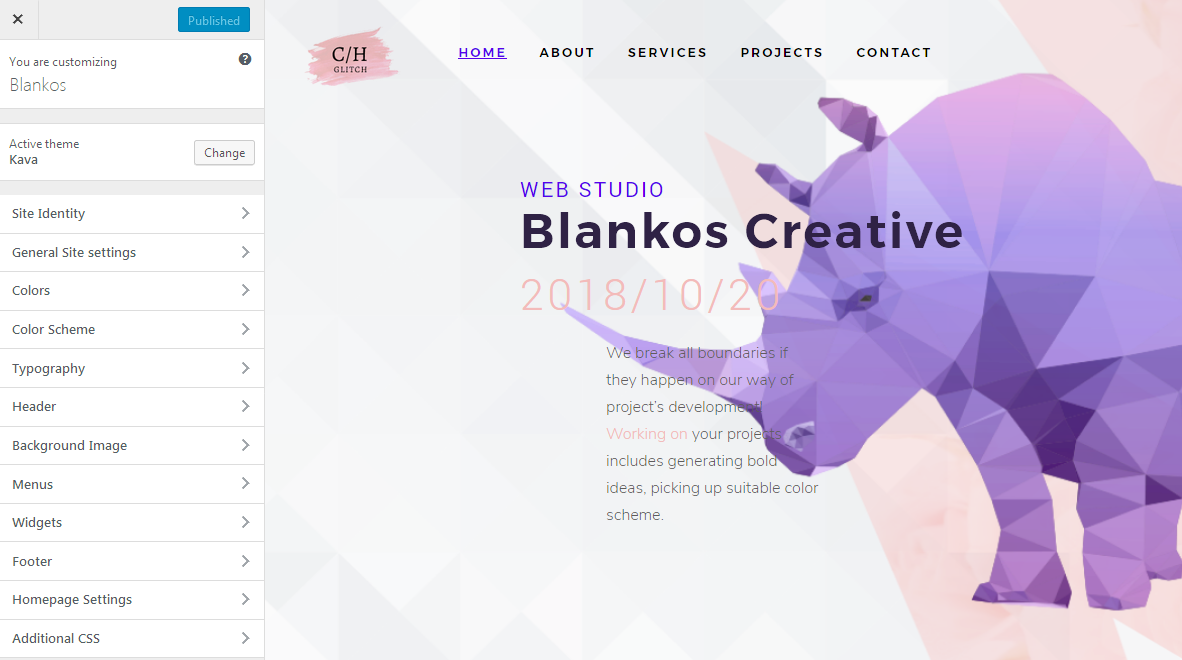 Published
You are customizing
Blankos
Active theme
Kava
Change
Site Identity
General Site settings
Colors
Color Scheme
Typography
Header
Background Image
Menus
Widgets
Footer
Homepage Settings
Additional CSS
C/H
GLITCH
HOME ABOUT SERVICES PROJECTS CONTACT
WEB STUDIO
Blankos Creative
2018/10/20
We break all boundaries if
they happen on our way of
project's development!
Working on your projects
includes generating bold
ideas, picking up suitable color
scheme.